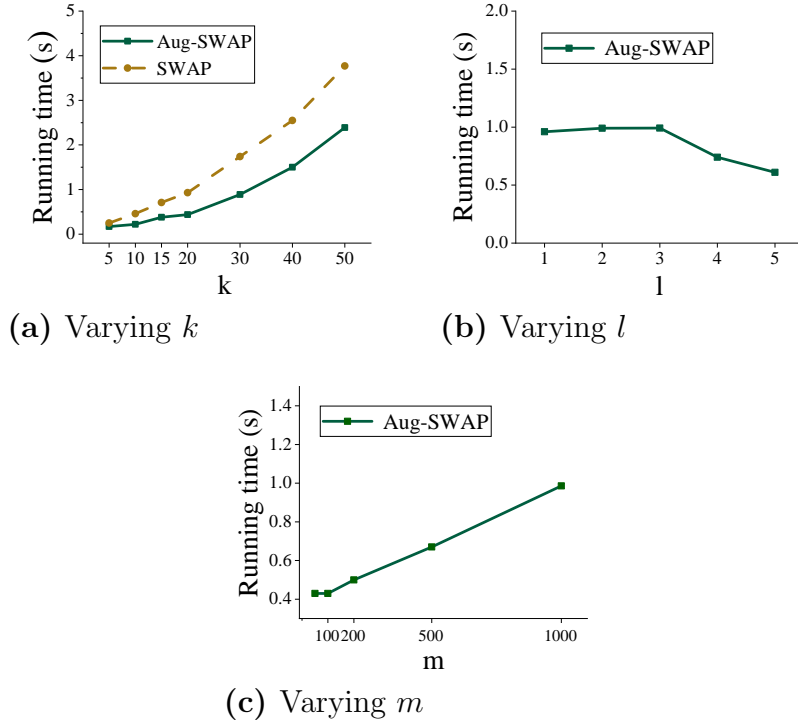 Running time (s)
5
4
3
2
1
0
Aug-SWAP
SWAP
5 10 15 20 30 40 50
k
(a) Varying k
Running time (s)
2.0
1.5
1.0
0.5
0.0
Aug-SWAP
1 2 3 4 5
l
(b) Varying l
Running time (s)
1.4
1.2
1.0
0.8
0.6
0.4
Aug-SWAP
100 200 500 1000
m
(c) Varying m